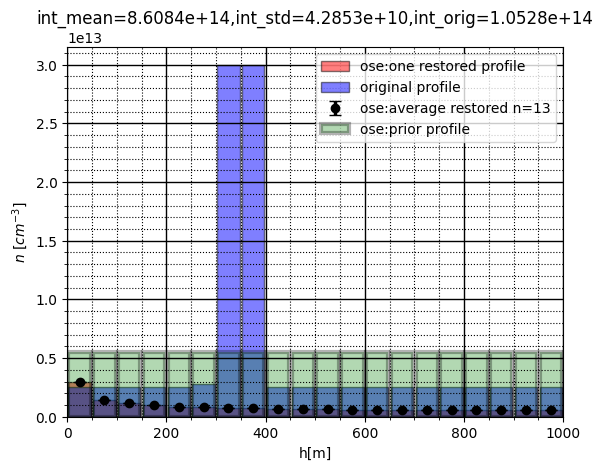 int_mean=8.6084e+14,int_std=4.2853e+10,int_orig=1.0528e+14
1e13
ose:one restored profile
original profile
ose:average restored n=13
ose:prior profile
3.0
2.5
2.0
1.5
1.0
0.5
0.0
n [cm⁻³]
0 200 400 600 800 1000
h[m]